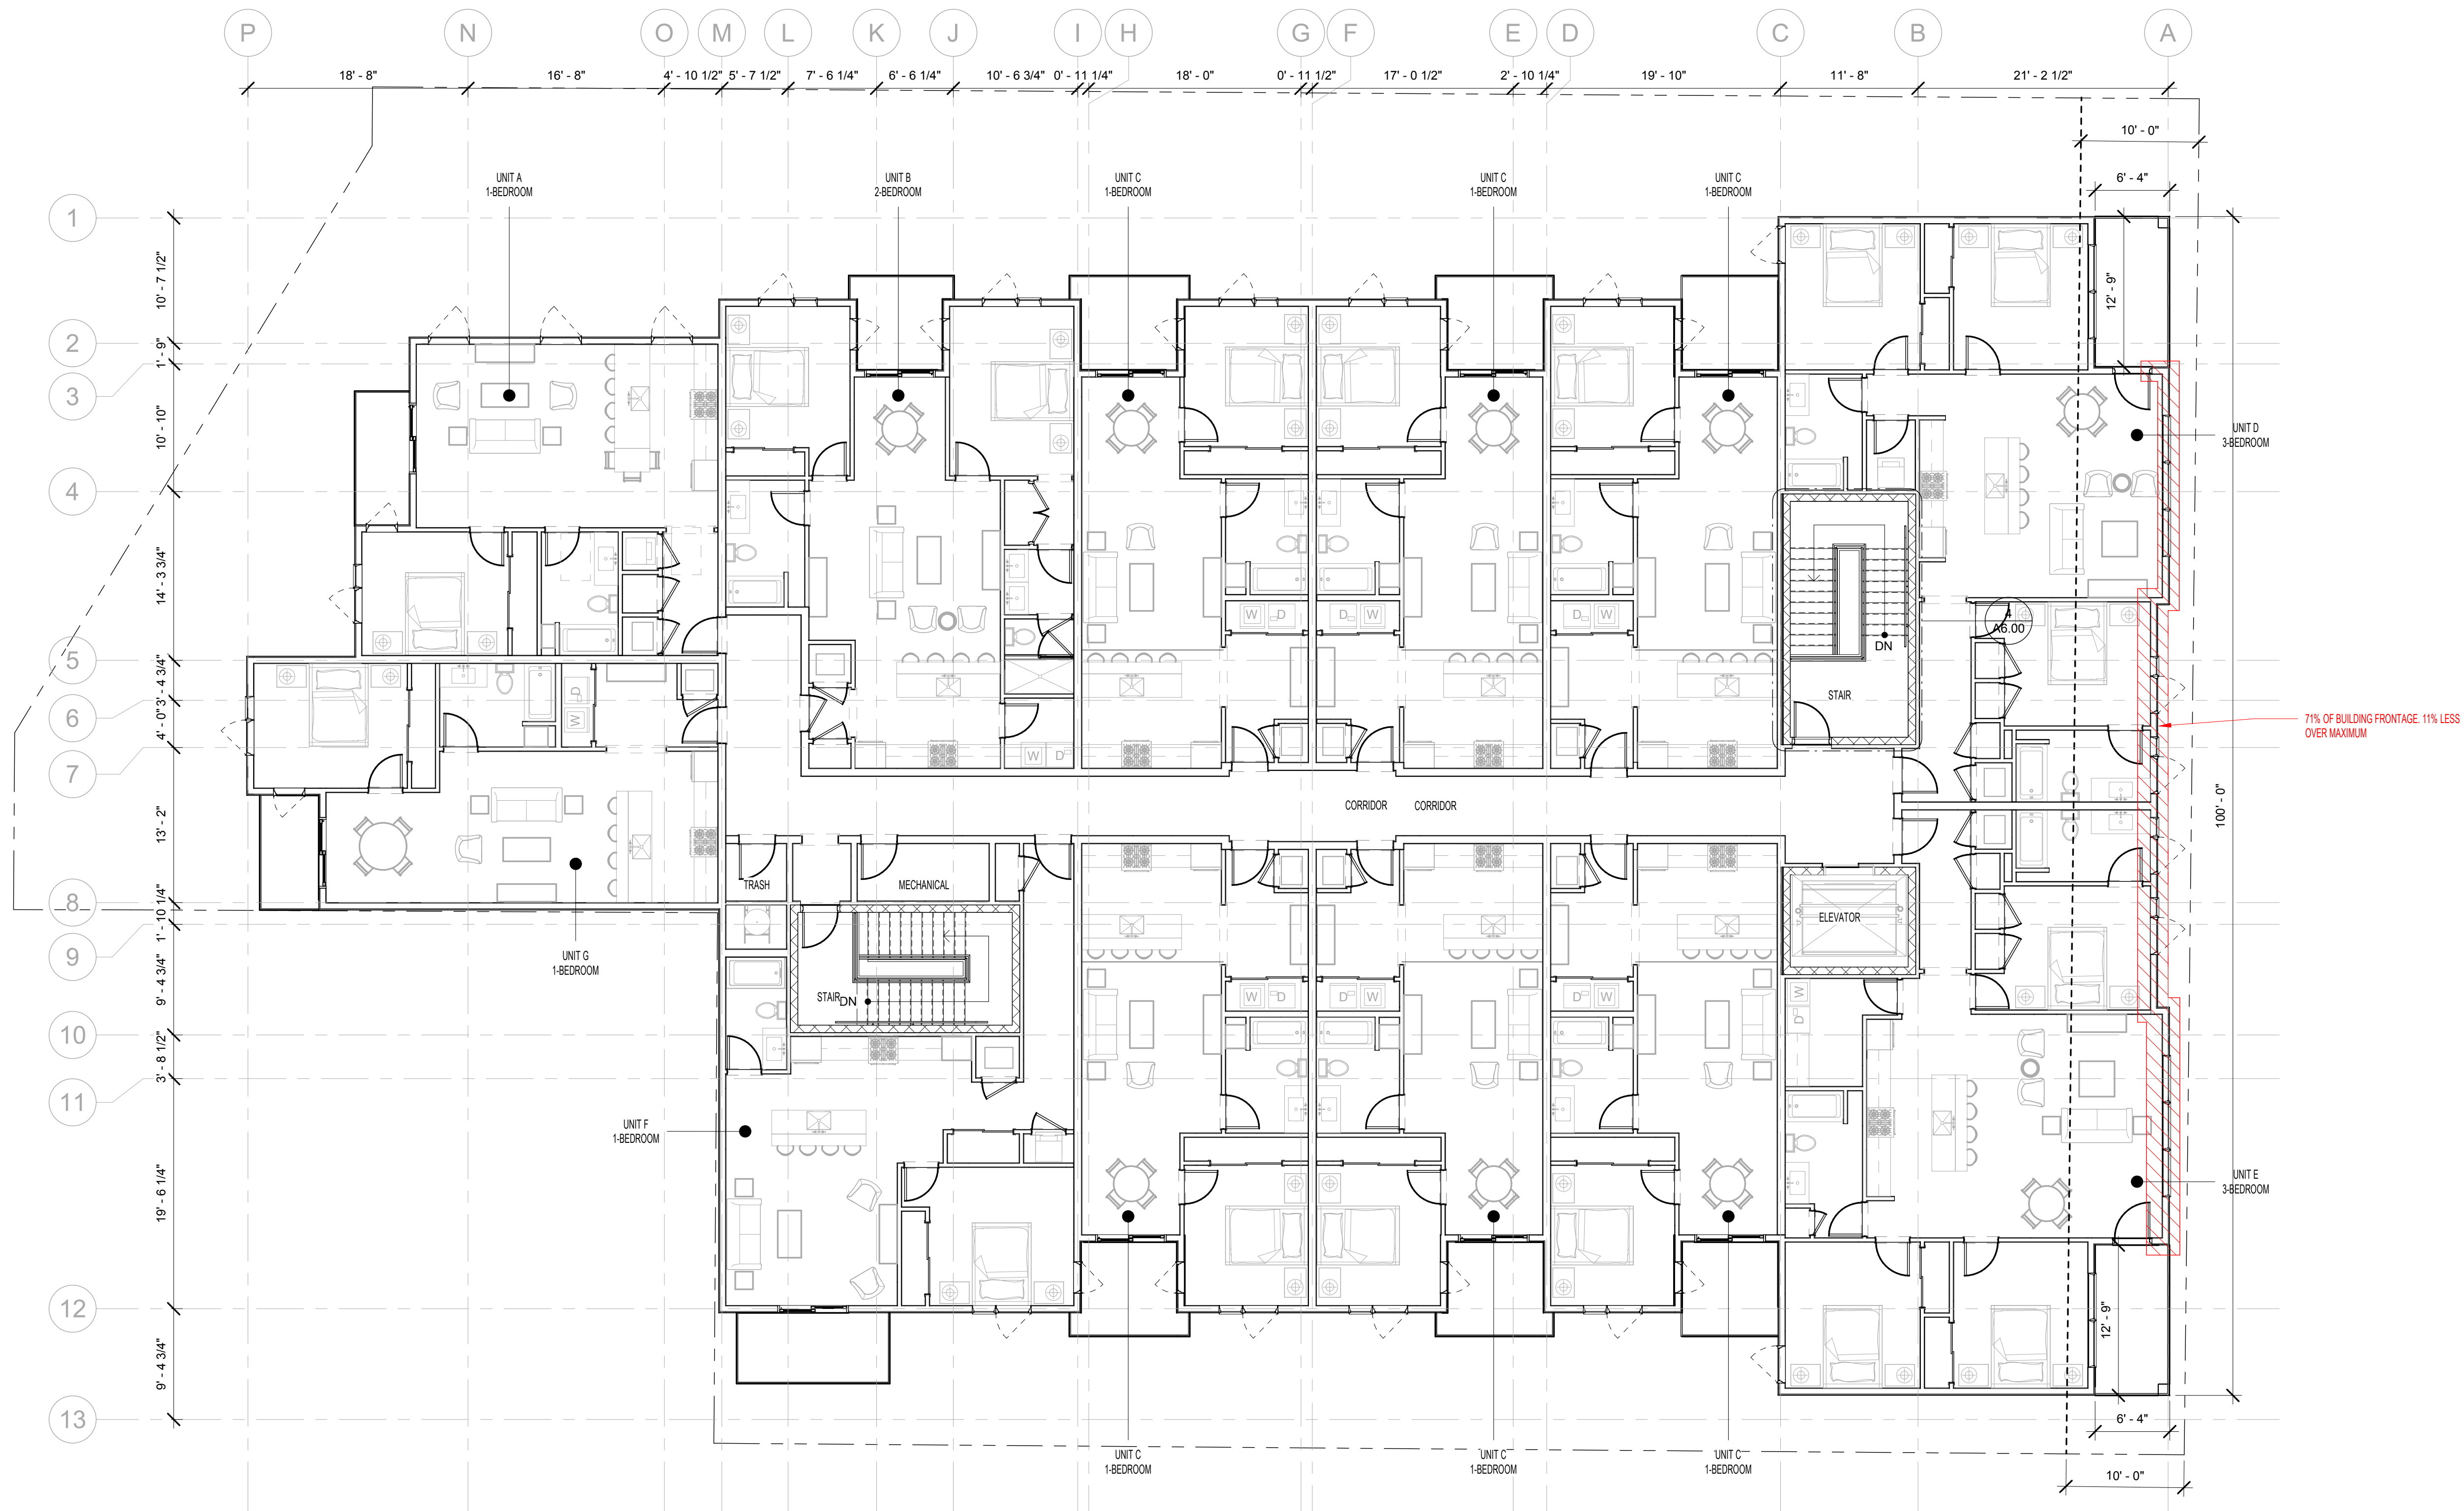 P
N
O
M
L
K
J
I
H
G
F
E
D
C
B
A
18' - 8"
16' - 8"
4' - 10 1/2"
5' - 7 1/2"
7' - 6 1/4"
6' - 6 1/4"
10' - 6 3/4"
0' - 11 1/4"
18' - 0"
0' - 11 1/2"
17' - 0 1/2"
2' - 10 1/4"
19' - 10"
11' - 8"
21' - 2 1/2"
10' - 0"
6' - 4"
UNIT A
1-BEDROOM
UNIT B
2-BEDROOM
UNIT C
1-BEDROOM
UNIT C
1-BEDROOM
UNIT C
1-BEDROOM
1
10' - 7 1/2"
12' - 9"
2
1' - 9"
3
10' - 10"
UNIT D
3-BEDROOM
4
14' - 3 3/4"
W
D
D
W
D
W
4
A6.00
DN
5
3' - 4 3/4"
STAIR
D
W
6
4' - 0"
71% OF BUILDING FRONTAGE. 11% LESS
OVER MAXIMUM
W
D
7
CORRIDOR
CORRIDOR
100' - 0"
13' - 2"
TRASH
MECHANICAL
8
1' - 10 1/4"
ELEVATOR
9
UNIT G
1-BEDROOM
9' - 4 3/4"
STAIR
DN
W
D
D
W
D
W
W
D
10
3' - 8 1/2"
11
UNIT F
1-BEDROOM
UNIT E
3-BEDROOM
19' - 6 1/4"
12
12' - 9"
9' - 4 3/4"
13
6' - 4"
UNIT C
1-BEDROOM
UNIT C
1-BEDROOM
UNIT C
1-BEDROOM
10' - 0"